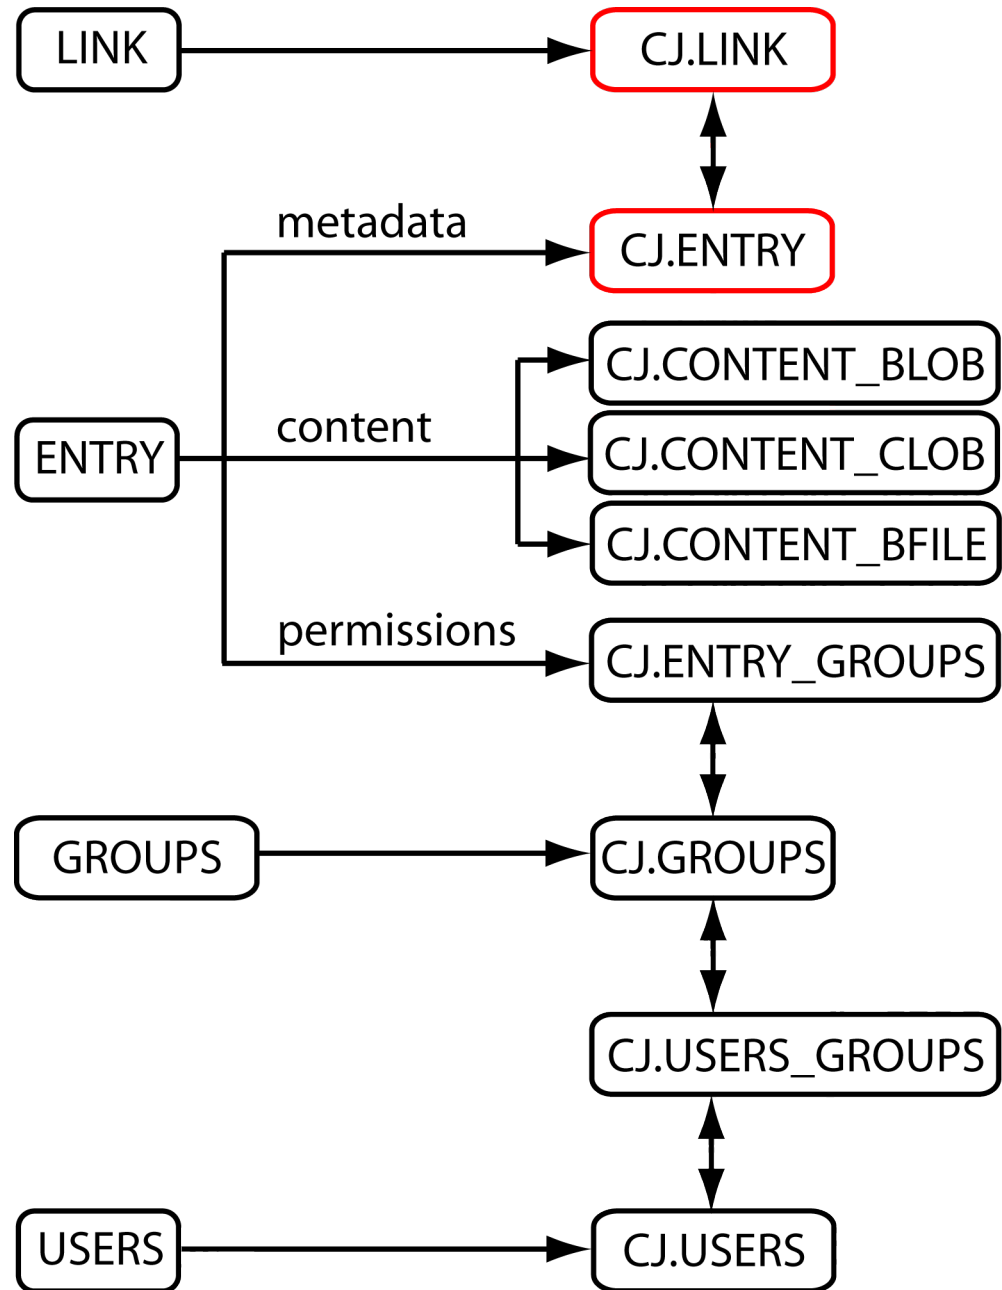 LINK
CJ.LINK
metadata
CJ.ENTRY
CJ.CONTENT_BLOB
content
ENTRY
CJ.CONTENT_CLOB
CJ.CONTENT_BFILE
permissions
CJ.ENTRY_GROUPS
GROUPS
CJ.GROUPS
CJ.USERS_GROUPS
USERS
CJ.USERS